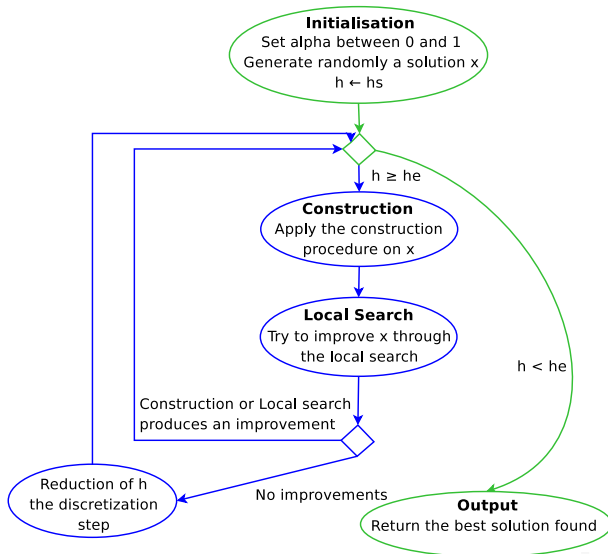 Initialisation
Set alpha between 0 and 1
Generate randomly a solution x
h ← hs
h ≥ he
Construction
Apply the construction
procedure on x
Local Search
Try to improve x through
the local search
h < he
Construction or Local search
produces an improvement
Reduction of h
the discretization
step
No improvements
Output
Return the best solution found